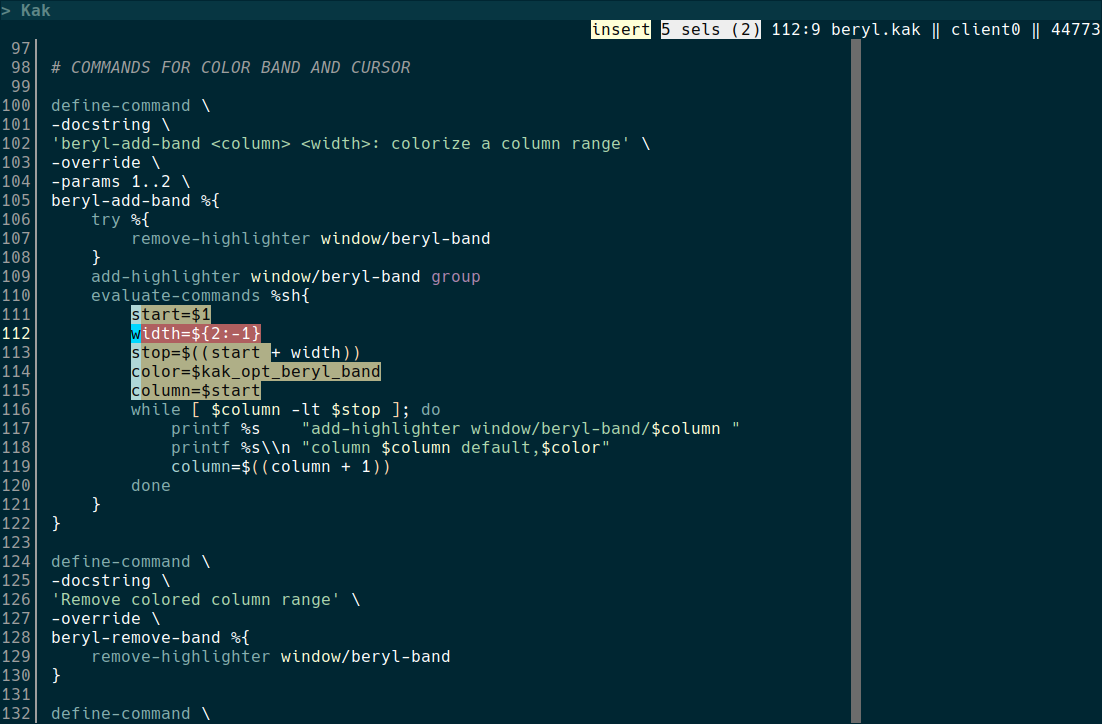 > Kak
insert 5 sels (2) 112:9 beryl.kak ‖ client0 ‖ 44773
97
98 # COMMANDS FOR COLOR BAND AND CURSOR
99
100 define-command \
101 -docstring \
102 'beryl-add-band <column> <width>: colorize a column range' \
103 -override \
104 -params 1..2 \
105 beryl-add-band %{
106     try %{
107         remove-highlighter window/beryl-band
108     }
109     add-highlighter window/beryl-band group
110     evaluate-commands %sh{
111         start=$1
112         width=${2:-1}
113         stop=$((start + width))
114         color=$kak_opt_beryl_band
115         column=$start
116         while [ $column -lt $stop ]; do
117             printf %s    "add-highlighter window/beryl-band/$column "
118             printf %s\\n "column $column default,$color"
119             column=$((column + 1))
120         done
121     }
122 }
123
124 define-command \
125 -docstring \
126 'Remove colored column range' \
127 -override \
128 beryl-remove-band %{
129     remove-highlighter window/beryl-band
130 }
131
132 define-command \